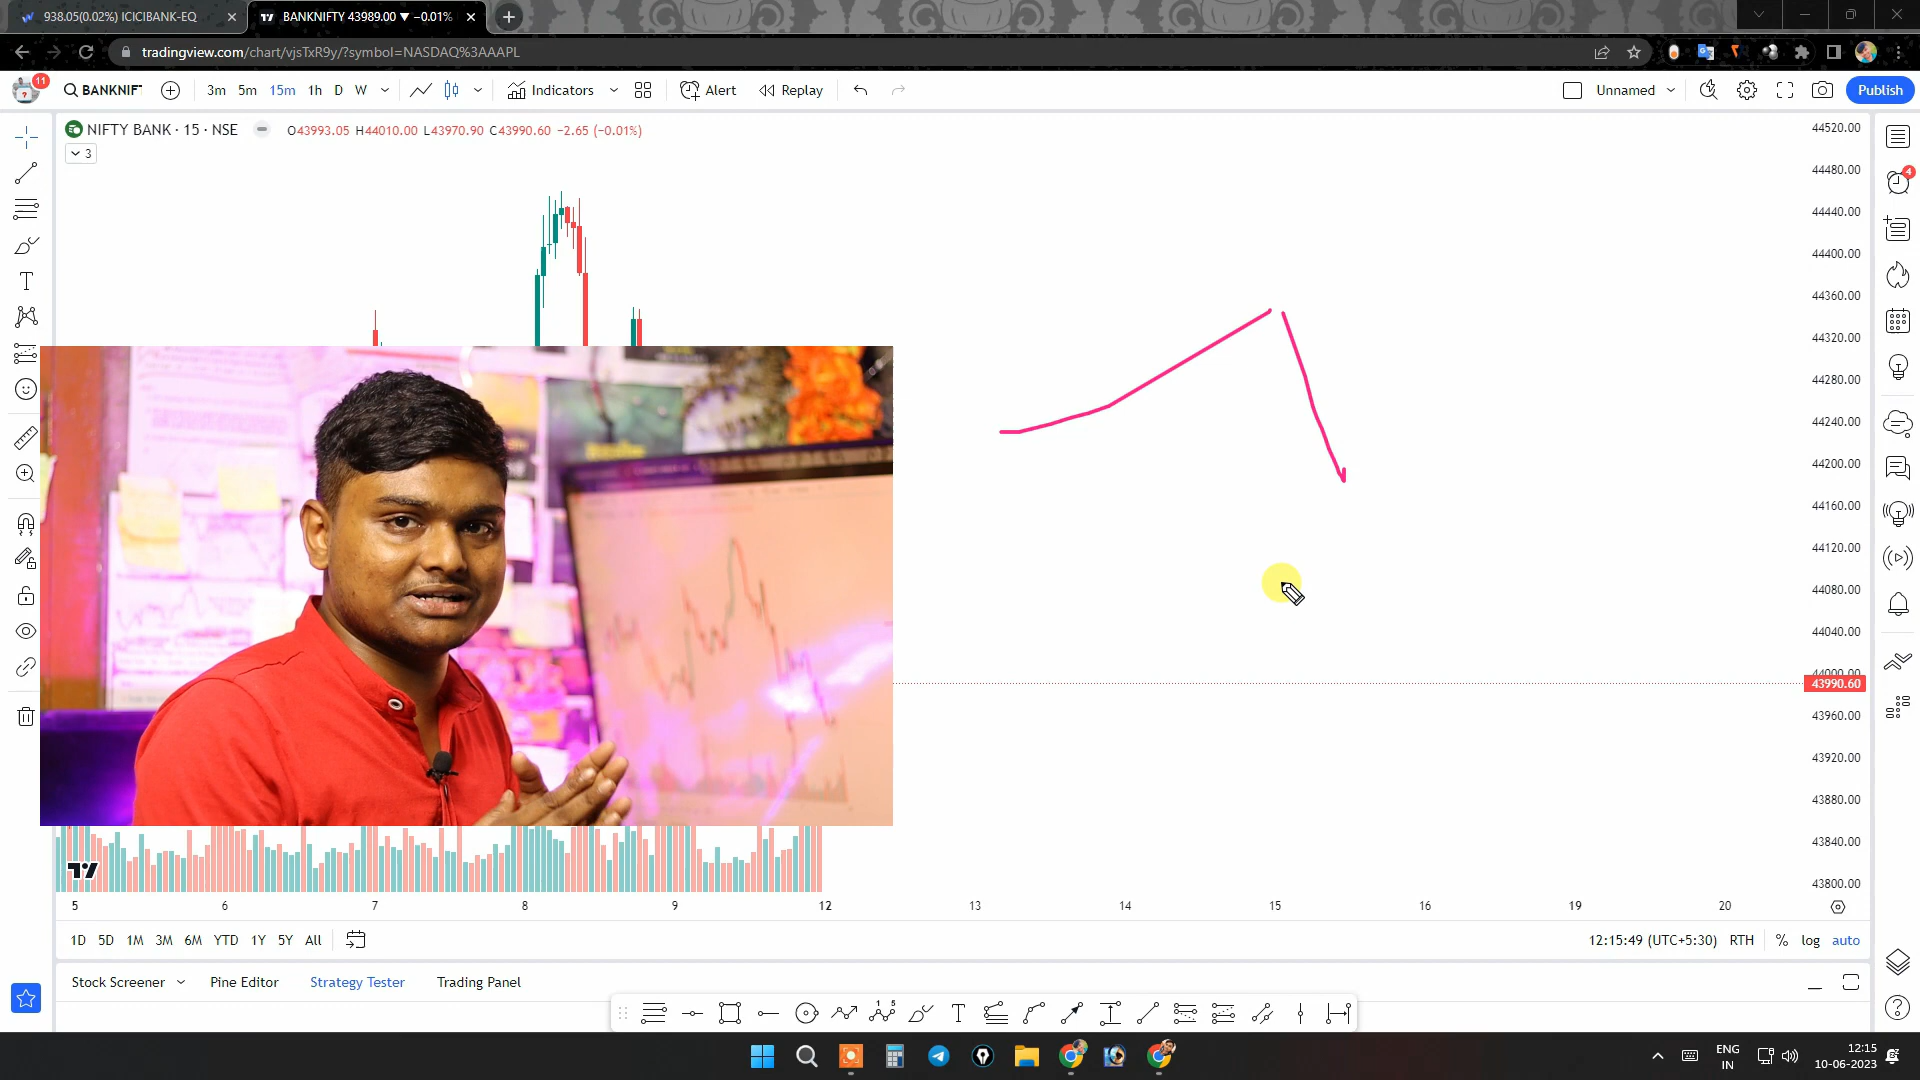 938.05(0.02%) ICICIBANK-EQ
BANKNIFTY 43989.00 ▼ −0.01%
tradingview.com/chart/vjsTxR9y/?symbol=NASDAQ%3AAAPL
11
BANKNIF
3m 5m 15m 1h D W
Indicators
Alert
Replay
Unnamed
Publish
NIFTY BANK · 15 · NSE
O43993.05 H44010.00 L43970.90 C43990.60 −2.65 (−0.01%)
3
4
44520.00
44480.00
44440.00
44400.00
44360.00
44320.00
44280.00
44240.00
44200.00
44160.00
44120.00
44080.00
44040.00
44000.00
43990.60
43960.00
43920.00
43880.00
43840.00
43800.00
5 6 7 8 9 12 13 14 15 16 19 20
1D 5D 1M 3M 6M YTD 1Y 5Y All
12:15:49 (UTC+5:30) RTH % log auto
Stock Screener Pine Editor Strategy Tester Trading Panel
1 5
T
ENG
IN
12:15
10-06-2023